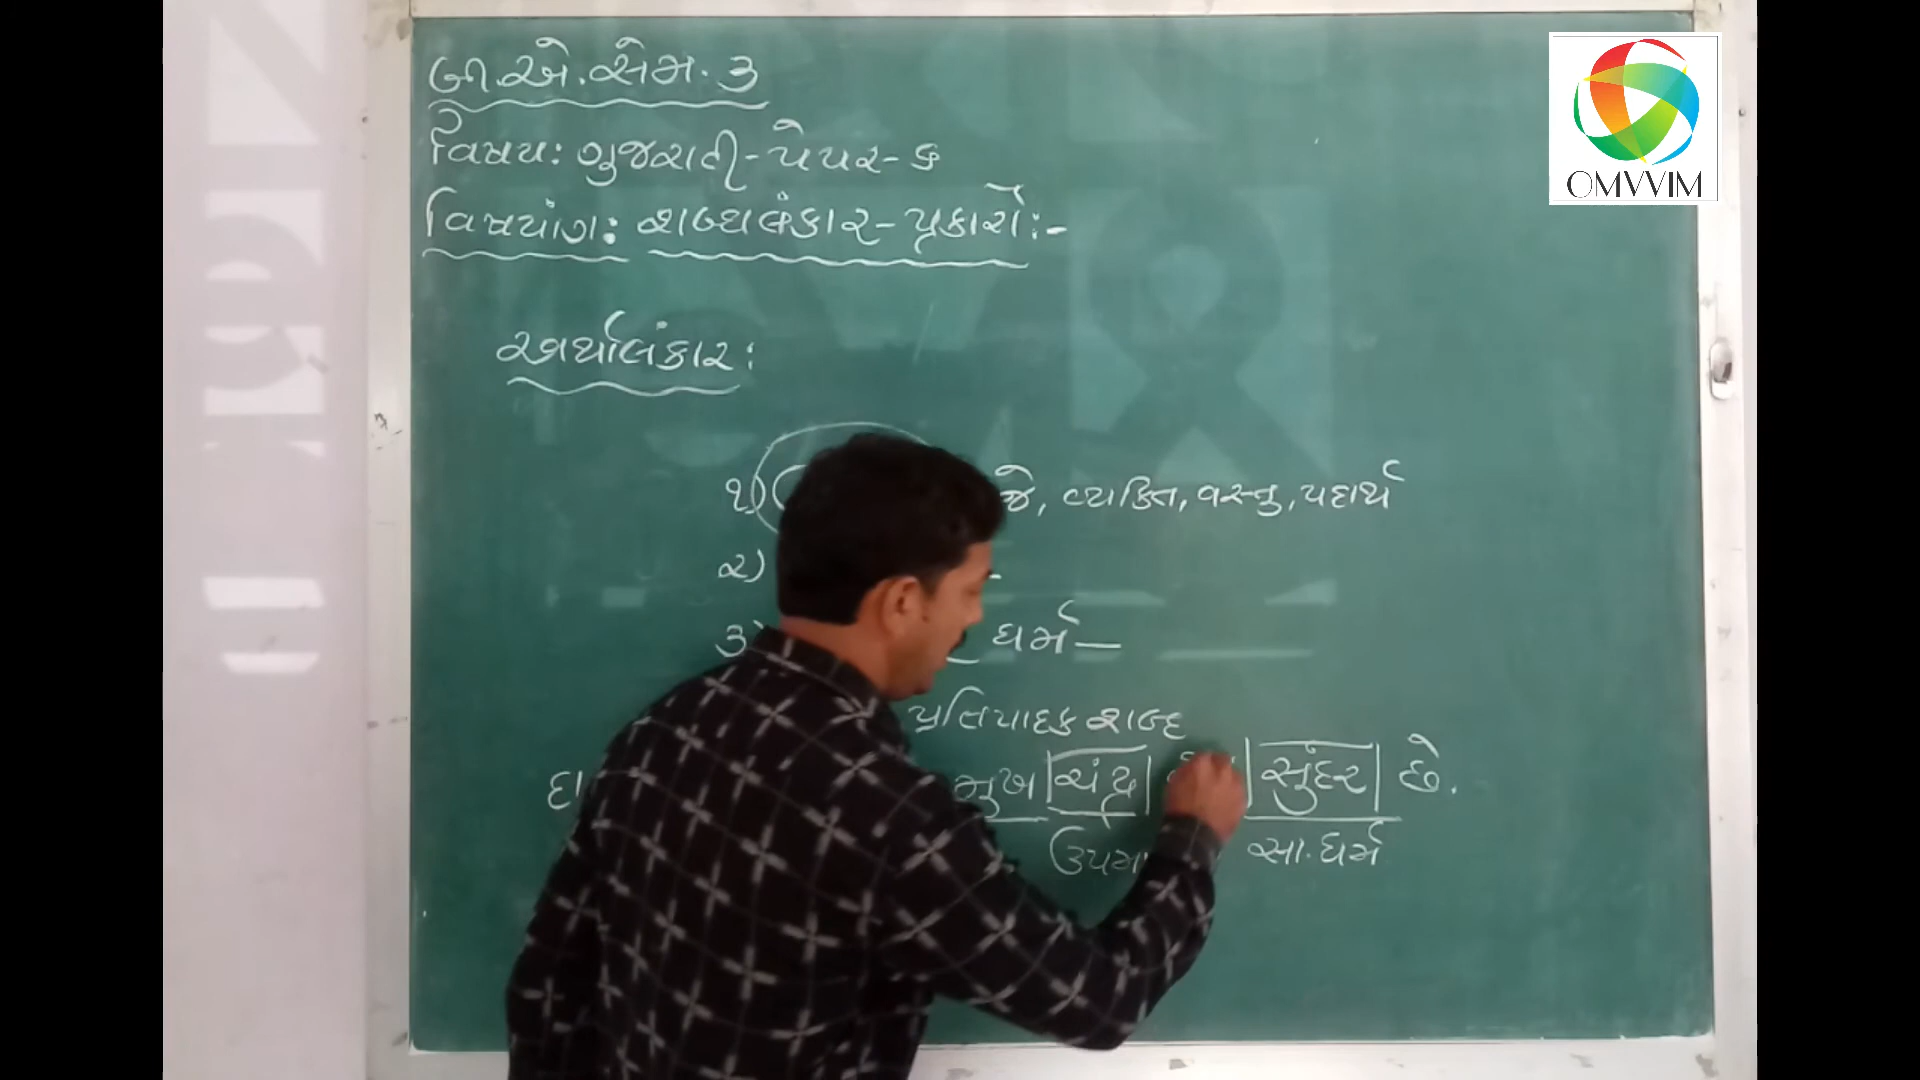 બી.એ.સેમ.૩
OMVVIM
વિષય: ગુજરાતી-પેપર-૬
વિષયાંગ: શબ્દાલંકાર-પ્રકારો:-
અર્થાલંકાર:
૧) જે, વ્યક્તિ, વસ્તુ, પદાર્થ
૨)
૩) ધર્મ
પ્રતિપાદક શબ્દ
મુખ ચંદ્ર સુંદર છે.
સા.ધર્મ